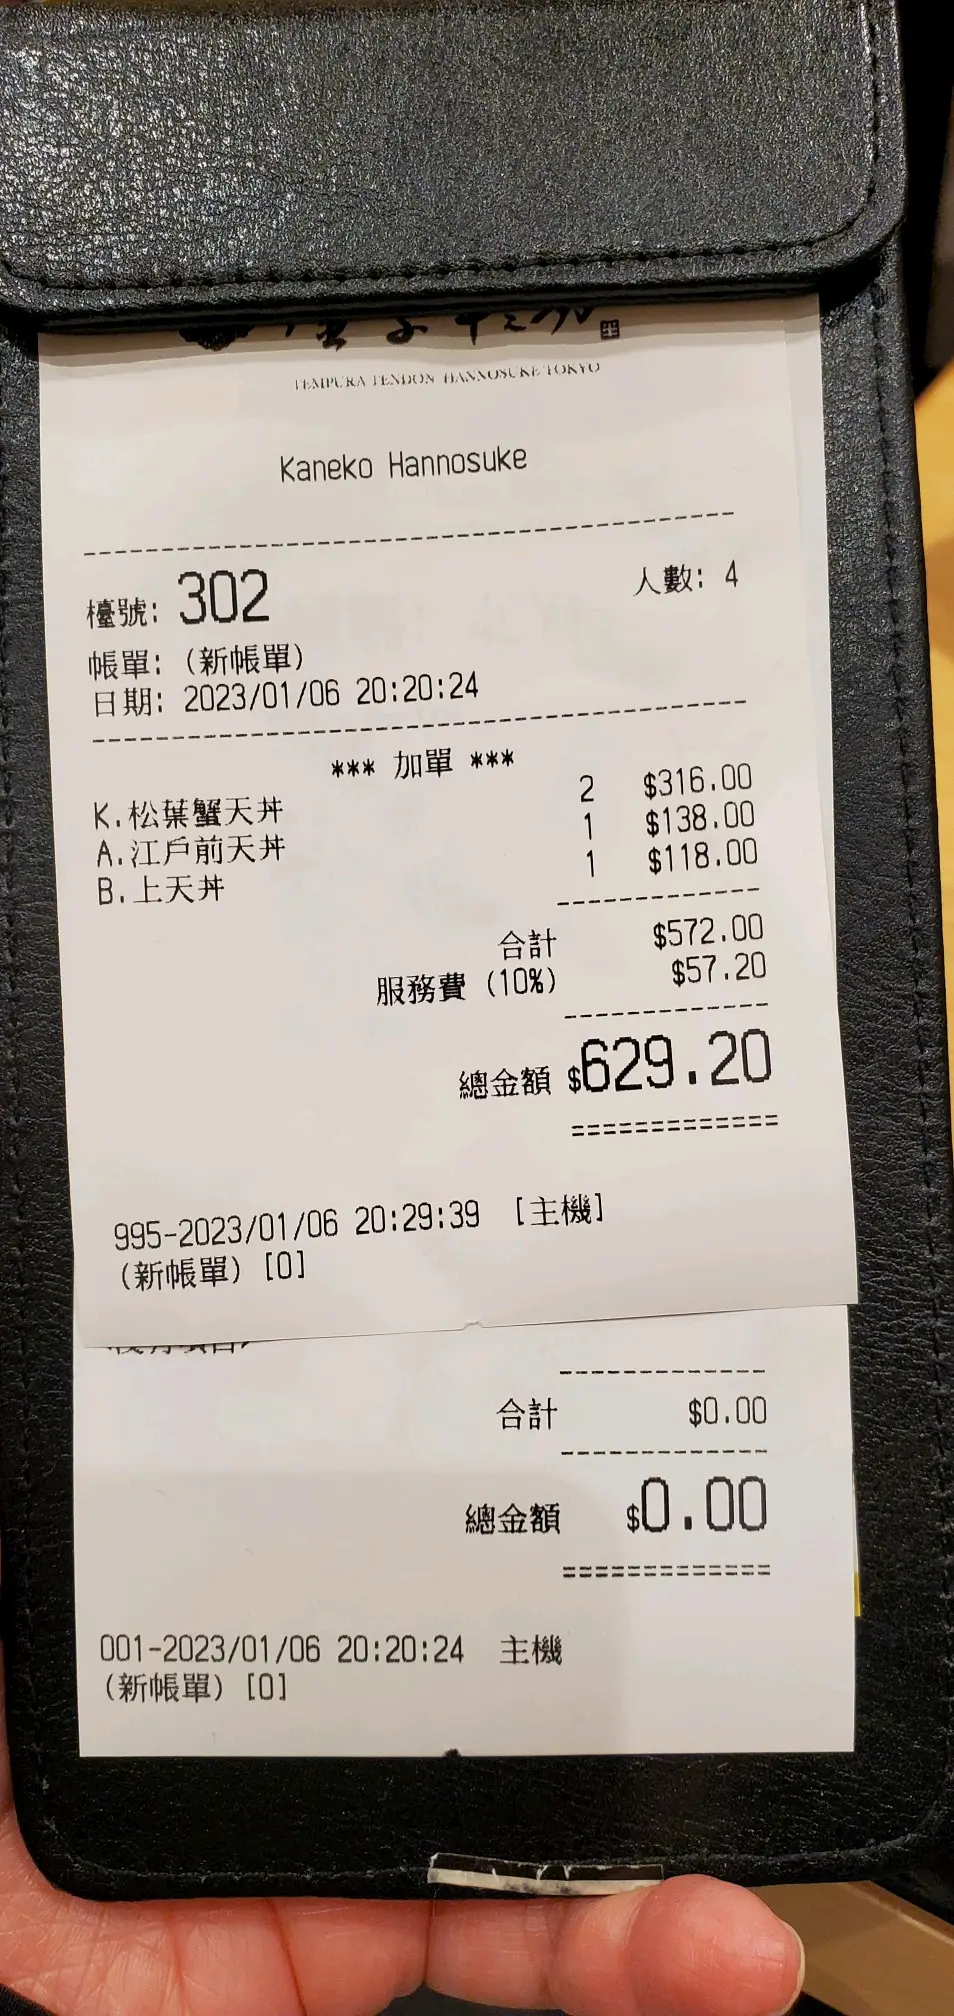 TEMPURA TENDON HANNOSUKE TOKYO
Kaneko Hannosuke
檯號: 302 人數: 4
帳單: (新帳單)
日期: 2023/01/06 20:20:24
*** 加單 ***
K.松葉蟹天丼 2 $316.00
A.江戶前天丼 1 $138.00
B.上天丼 1 $118.00
合計 $572.00
服務費 (10%) $57.20
總金額 $629.20
=============
995-2023/01/06 20:29:39 [主機]
(新帳單) [0]
合計 $0.00
總金額 $0.00
=============
001-2023/01/06 20:20:24 主機
(新帳單) [0]